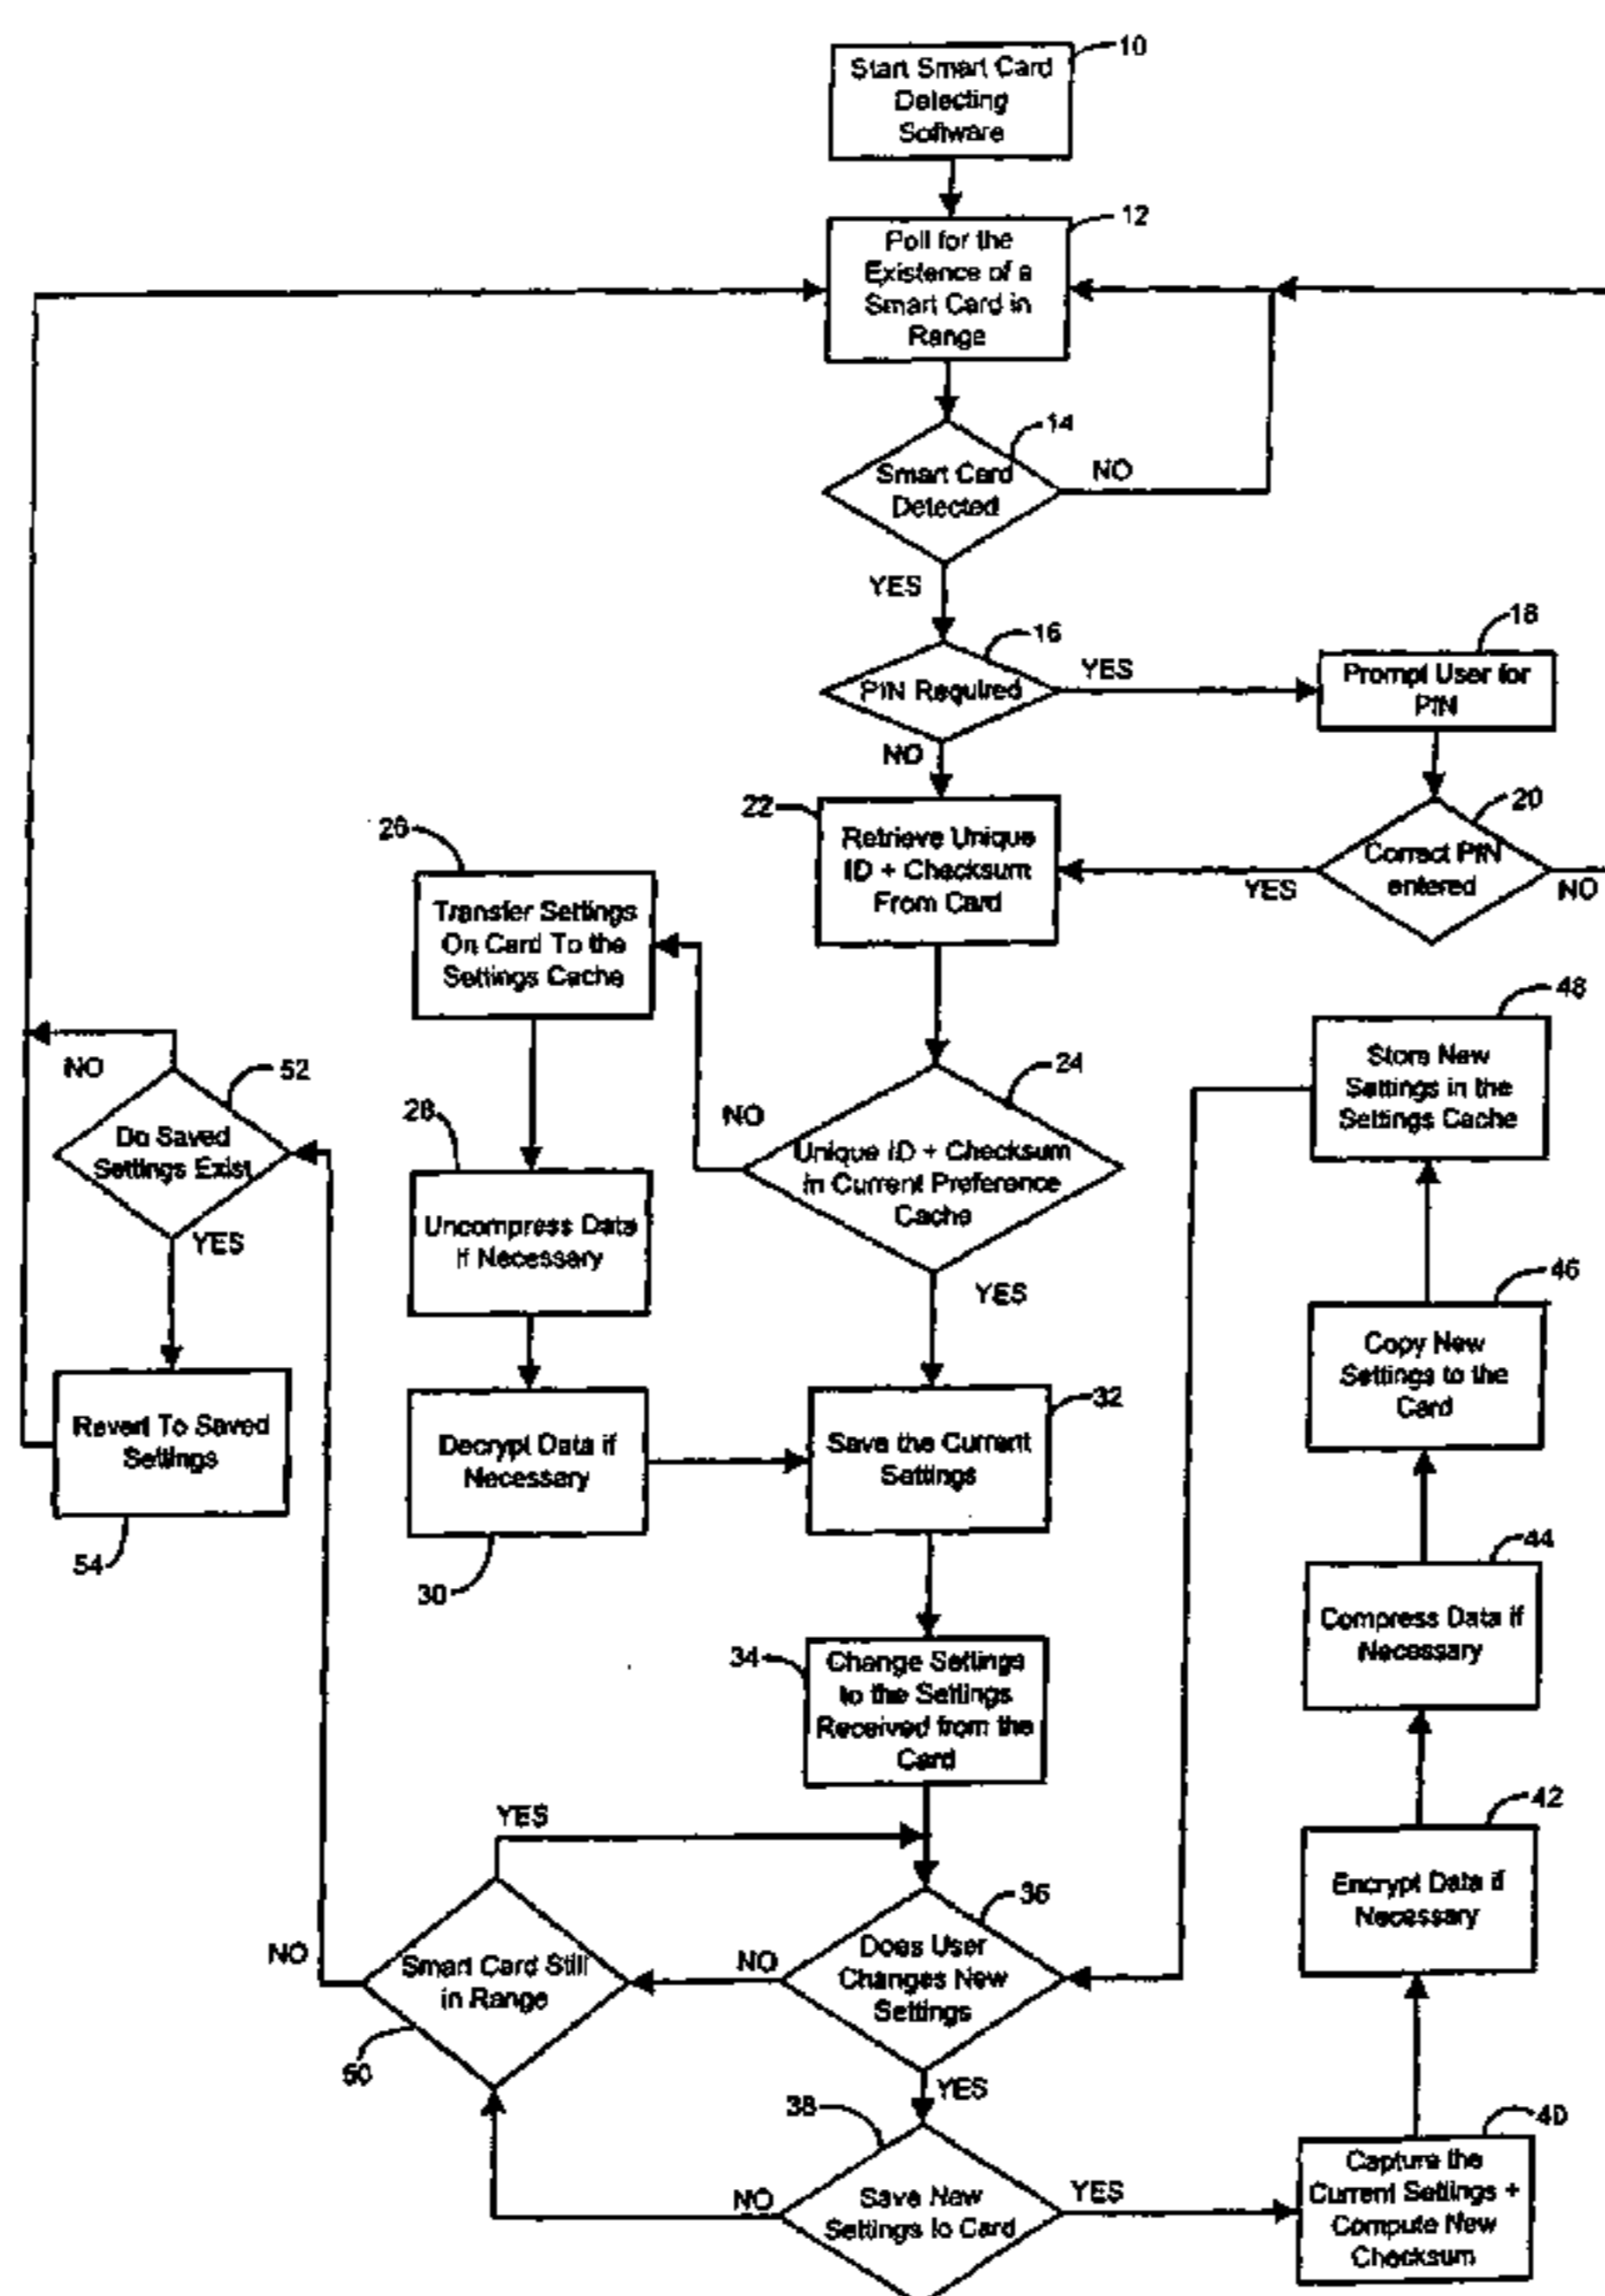 10
Start Smart Card
Detecting
Software
12
Poll for the
Existence of a
Smart Card in
Range
14
Smart Card
Detected
NO
YES
16
PIN Required
YES
NO
18
Prompt User for
PIN
20
Correct PIN
entered
YES
NO
22
Retrieve Unique
ID + Checksum
From Card
24
Unique ID + Checksum
in Current Preference
Cache
NO
YES
26
Transfer Settings
On Card To the
Settings Cache
28
Uncompress Data
if Necessary
30
Decrypt Data if
Necessary
32
Save the Current
Settings
34
Change Settings
to the Settings
Received from the
Card
36
Does User
Changes New
Settings
NO
YES
38
Save New
Settings to Card
NO
YES
40
Capture the
Current Settings +
Compute New
Checksum
42
Encrypt Data if
Necessary
44
Compress Data if
Necessary
46
Copy New
Settings to the
Card
48
Store New
Settings in the
Settings Cache
50
Smart Card Still
in Range
YES
NO
52
Do Saved
Settings Exist
NO
YES
54
Revert To Saved
Settings